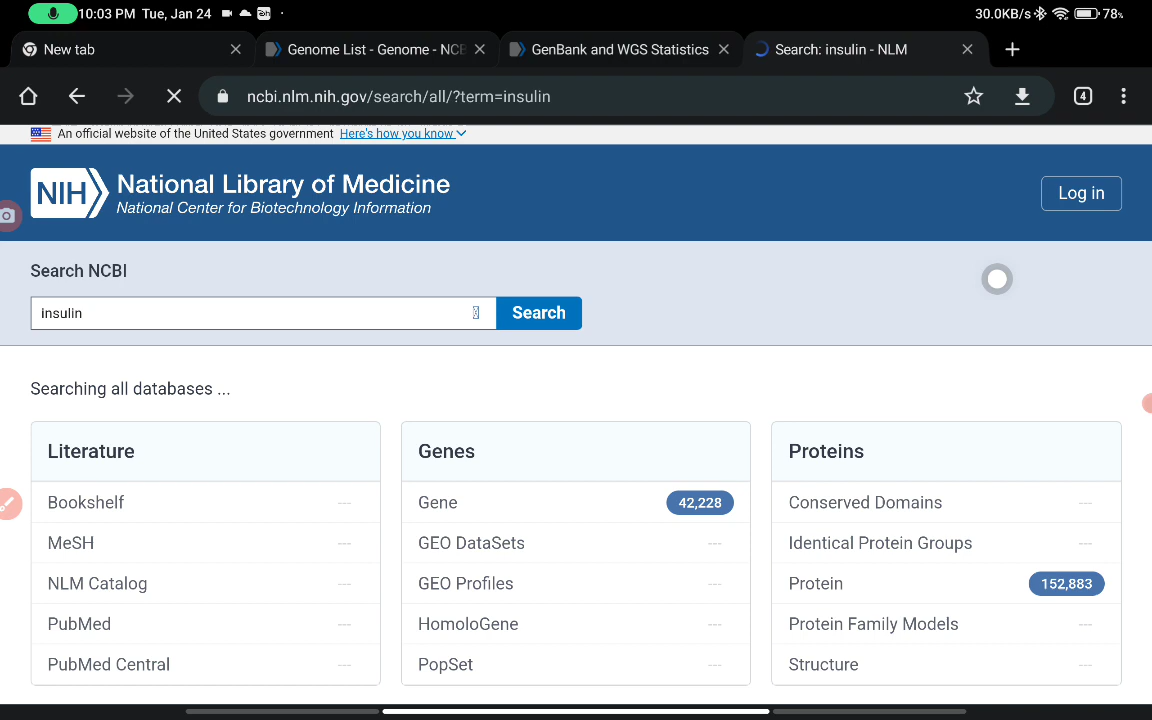 10:03 PM Tue, Jan 24
30.0KB/s 78%
New tab
Genome List - Genome - NCB
GenBank and WGS Statistics
Search: insulin - NLM
ncbi.nlm.nih.gov/search/all/?term=insulin
4
An official website of the United States government Here's how you know
NIH National Library of Medicine
National Center for Biotechnology Information
Log in
Search NCBI
insulin
Search
Searching all databases ...
Literature
Bookshelf ---
MeSH ---
NLM Catalog ---
PubMed ---
PubMed Central ---
Genes
Gene 42,228
GEO DataSets ---
GEO Profiles ---
HomoloGene ---
PopSet ---
Proteins
Conserved Domains ---
Identical Protein Groups ---
Protein 152,883
Protein Family Models ---
Structure ---